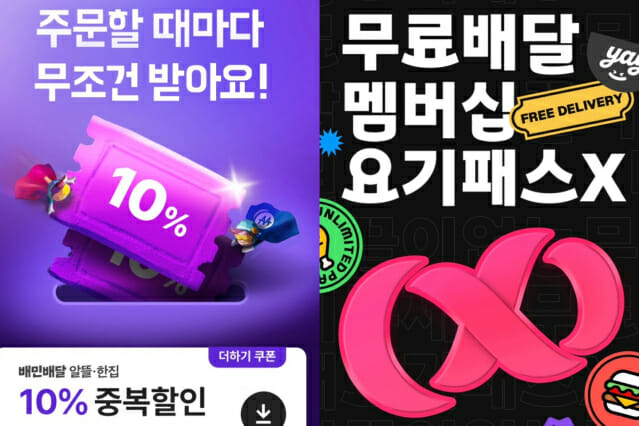 주문할 때마다
무조건 받아요!
10%
더하기 쿠폰
배민배달 알뜰·한집
10% 중복할인
무료배달
yay
멤버십
FREE DELIVERY
요기패스X
UNLIMITED